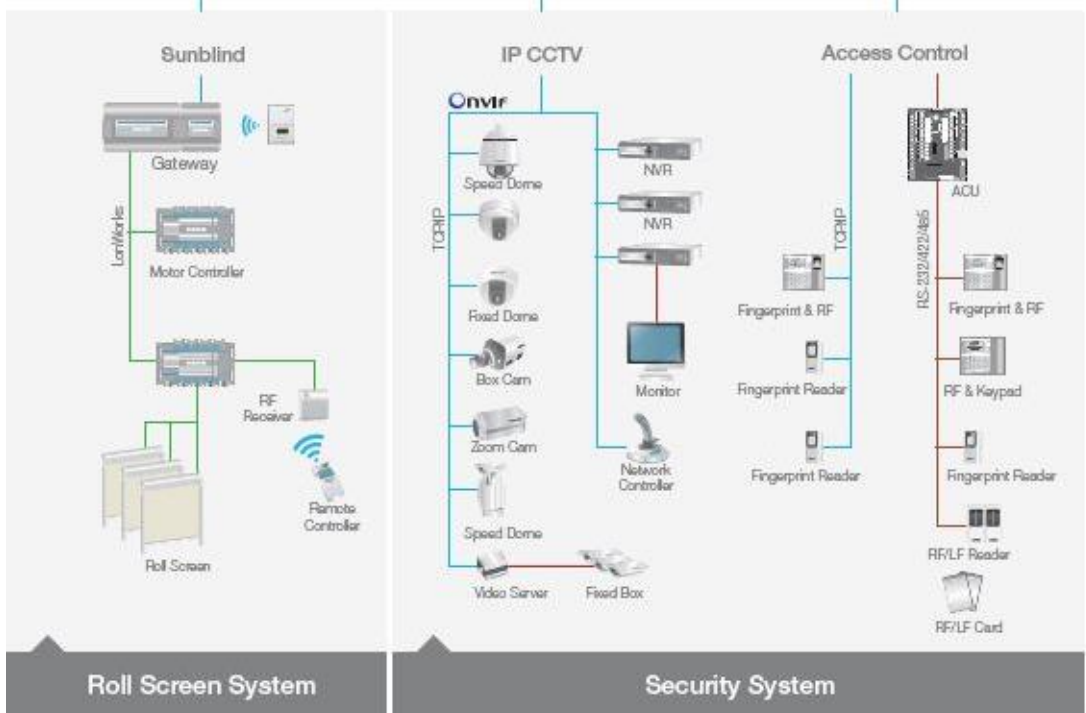 Sunblind
Gateway
LonWorks
Motor Controller
RF
Receiver
Remote
Controller
Roll Screen
Roll Screen System
IP CCTV
Onvif
TCP/IP
Speed Dome
Fixed Dome
Box Cam
Zoom Cam
Speed Dome
Video Server
Fixed Box
NVR
NVR
Monitor
Network
Controller
Access Control
TCP/IP
Fingerprint & RF
Fingerprint Reader
Fingerprint Reader
ACU
RS-232/422/485
Fingerprint & RF
RF & Keypad
Fingerprint Reader
RF/LF Reader
RF/LF Card
Security System